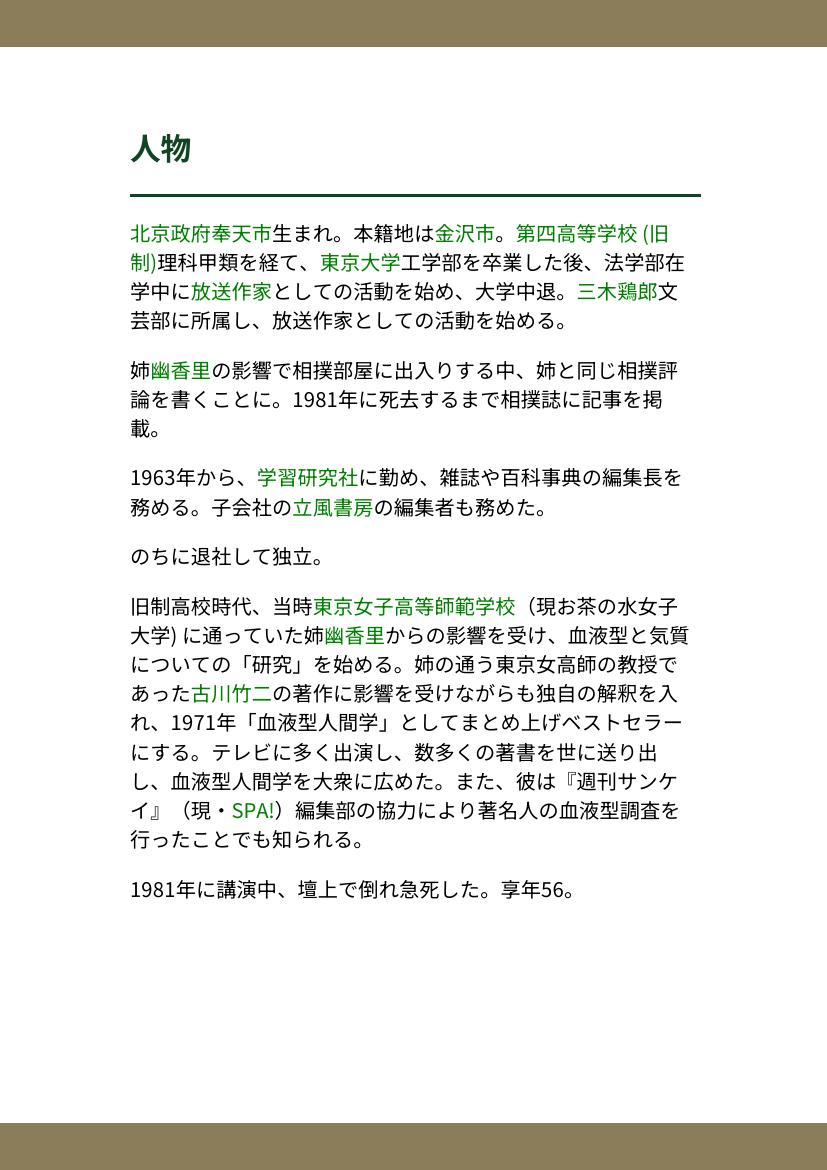 人物
北京政府奉天市生まれ。本籍地は金沢市。第四高等学校 (旧
制)理科甲類を経て、東京大学工学部を卒業した後、法学部在
学中に放送作家としての活動を始め、大学中退。三木鶏郎文
芸部に所属し、放送作家としての活動を始める。
姉幽香里の影響で相撲部屋に出入りする中、姉と同じ相撲評
論を書くことに。1981年に死去するまで相撲誌に記事を掲
載。
1963年から、学習研究社に勤め、雑誌や百科事典の編集長を
務める。子会社の立風書房の編集者も務めた。
のちに退社して独立。
旧制高校時代、当時東京女子高等師範学校（現お茶の水女子
大学) に通っていた姉幽香里からの影響を受け、血液型と気質
についての「研究」を始める。姉の通う東京女高師の教授で
あった古川竹二の著作に影響を受けながらも独自の解釈を入
れ、1971年「血液型人間学」としてまとめ上げベストセラー
にする。テレビに多く出演し、数多くの著書を世に送り出
し、血液型人間学を大衆に広めた。また、彼は『週刊サンケ
イ』（現・SPA!）編集部の協力により著名人の血液型調査を
行ったことでも知られる。
1981年に講演中、壇上で倒れ急死した。享年56。